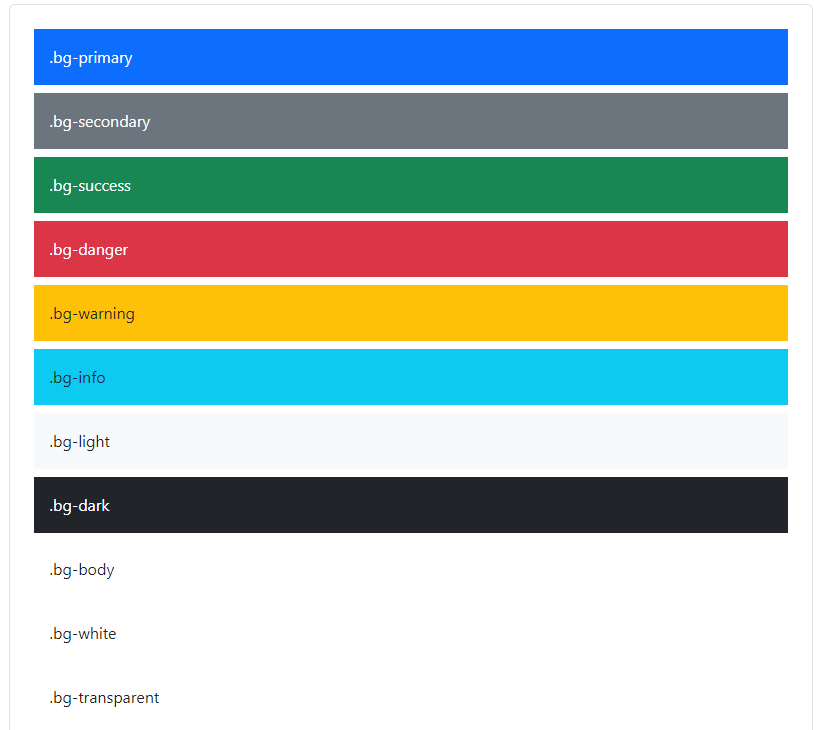 .bg-primary
.bg-secondary
.bg-success
.bg-danger
.bg-warning
.bg-info
.bg-light
.bg-dark
.bg-body
.bg-white
.bg-transparent